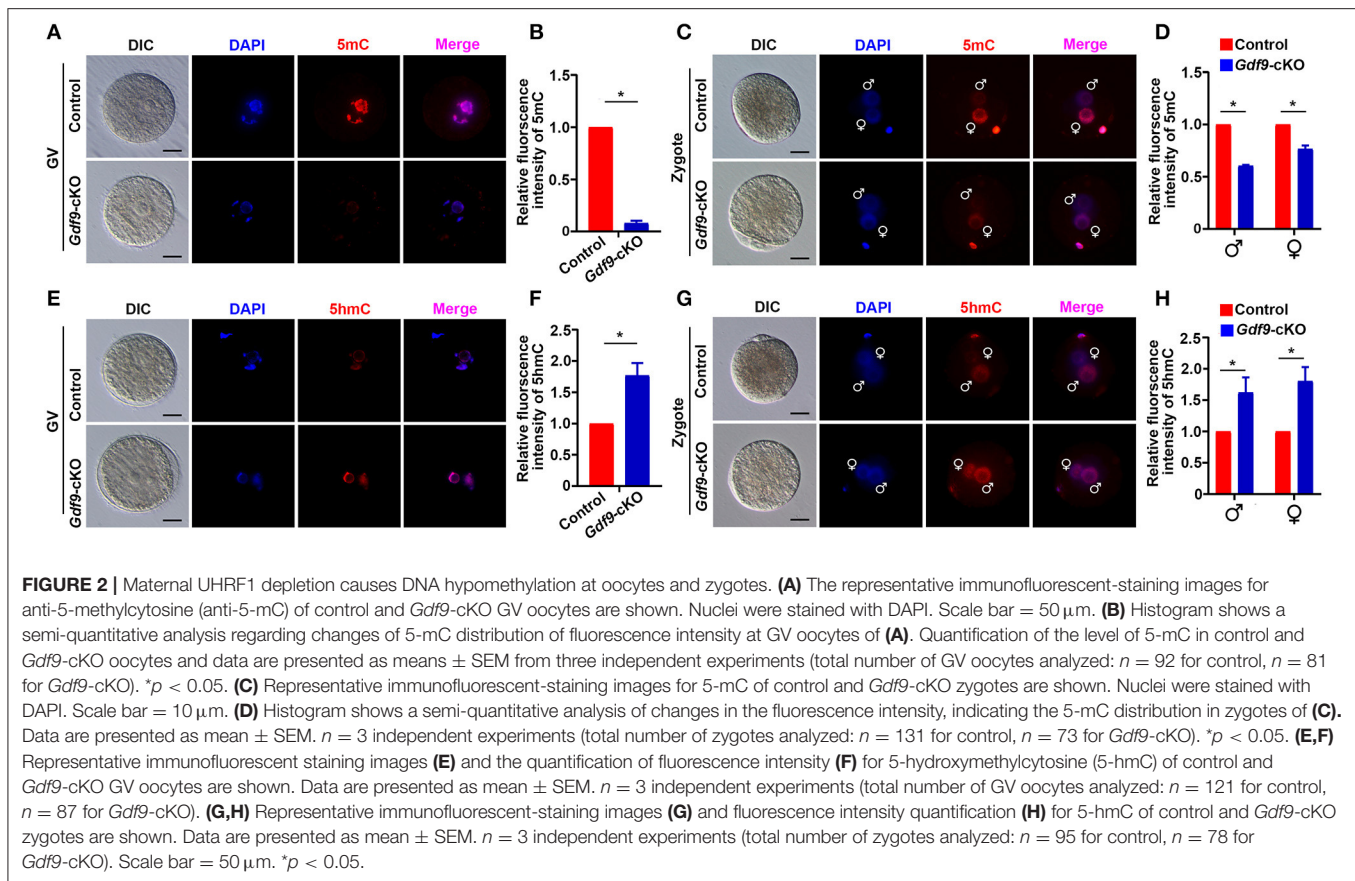 A
DIC
DAPI
5mC
Merge
GV
Control
Gdf9-cKO
B
Relative fluorescence
intensity of 5mC
1.5
1.0
0.5
0
*
Control
Gdf9-cKO
C
DIC
DAPI
5mC
Merge
Zygote
Control
♂
♂
♂
♀
♀
♀
Gdf9-cKO
♂
♂
♂
♀
♀
♀
D
Control
Gdf9-cKO
Relative fluorescence
intensity of 5mC
1.5
1.0
0.5
0
*
*
♂
♀
E
DIC
DAPI
5hmC
Merge
GV
Control
Gdf9-cKO
F
Relative fluorescence
intensity of 5hmC
2.5
2.0
1.5
1.0
0.5
0
*
Control
Gdf9-cKO
G
DIC
DAPI
5hmC
Merge
Zygote
Control
♀
♀
♀
♂
♂
♂
Gdf9-cKO
♀
♀
♀
♂
♂
♂
H
Control
Gdf9-cKO
Relative fluorescence
intensity of 5hmC
2.5
2.0
1.5
1.0
0.5
0
*
*
♂
♀
FIGURE 2 | Maternal UHRF1 depletion causes DNA hypomethylation at oocytes and zygotes. (A) The representative immunofluorescent-staining images for
anti-5-methylcytosine (anti-5-mC) of control and Gdf9-cKO GV oocytes are shown. Nuclei were stained with DAPI. Scale bar = 50 μm. (B) Histogram shows a
semi-quantitative analysis regarding changes of 5-mC distribution of fluorescence intensity at GV oocytes of (A). Quantification of the level of 5-mC in control and
Gdf9-cKO oocytes and data are presented as means ± SEM from three independent experiments (total number of GV oocytes analyzed: n = 92 for control, n = 81
for Gdf9-cKO). *p < 0.05. (C) Representative immunofluorescent-staining images for 5-mC of control and Gdf9-cKO zygotes are shown. Nuclei were stained with
DAPI. Scale bar = 10 μm. (D) Histogram shows a semi-quantitative analysis of changes in the fluorescence intensity, indicating the 5-mC distribution in zygotes of (C).
Data are presented as mean ± SEM. n = 3 independent experiments (total number of zygotes analyzed: n = 131 for control, n = 73 for Gdf9-cKO). *p < 0.05. (E,F)
Representative immunofluorescent staining images (E) and the quantification of fluorescence intensity (F) for 5-hydroxymethylcytosine (5-hmC) of control and
Gdf9-cKO GV oocytes are shown. Data are presented as mean ± SEM. n = 3 independent experiments (total number of GV oocytes analyzed: n = 121 for control,
n = 87 for Gdf9-cKO). (G,H) Representative immunofluorescent-staining images (G) and fluorescence intensity quantification (H) for 5-hmC of control and Gdf9-cKO
zygotes are shown. Data are presented as mean ± SEM. n = 3 independent experiments (total number of zygotes analyzed: n = 95 for control, n = 78 for
Gdf9-cKO). Scale bar = 50 μm. *p < 0.05.